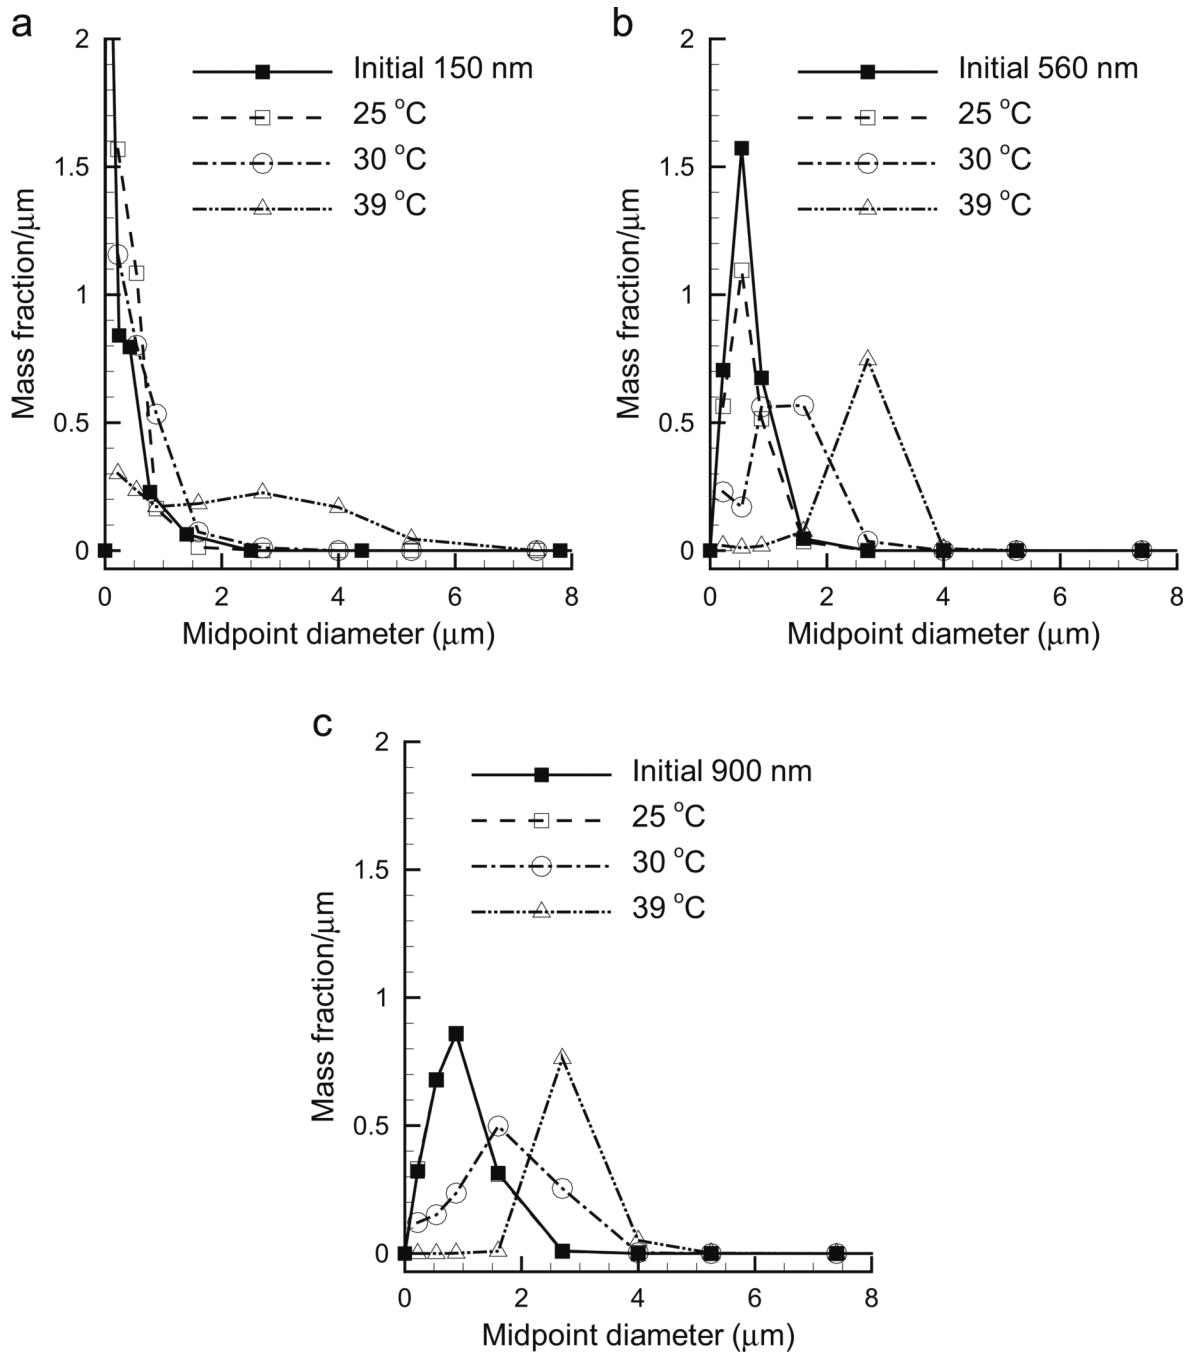 a
2
1.5
1
0.5
0
Mass fraction/μm
Initial 150 nm
25 °C
30 °C
39 °C
0 2 4 6 8
Midpoint diameter (μm)
b
2
1.5
1
0.5
0
Mass fraction/μm
Initial 560 nm
25 °C
30 °C
39 °C
0 2 4 6 8
Midpoint diameter (μm)
c
2
1.5
1
0.5
0
Mass fraction/μm
Initial 900 nm
25 °C
30 °C
39 °C
0 2 4 6 8
Midpoint diameter (μm)